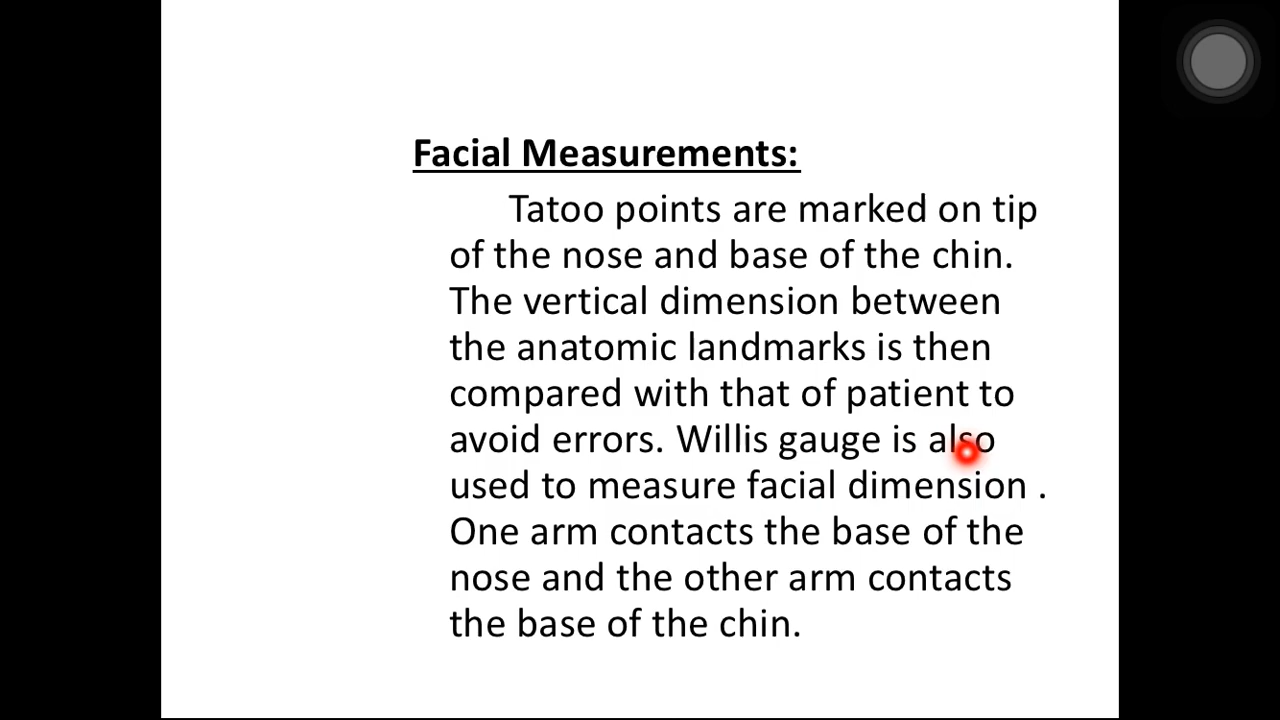 Facial Measurements:
Tatoo points are marked on tip
of the nose and base of the chin.
The vertical dimension between
the anatomic landmarks is then
compared with that of patient to
avoid errors. Willis gauge is also
used to measure facial dimension .
One arm contacts the base of the
nose and the other arm contacts
the base of the chin.